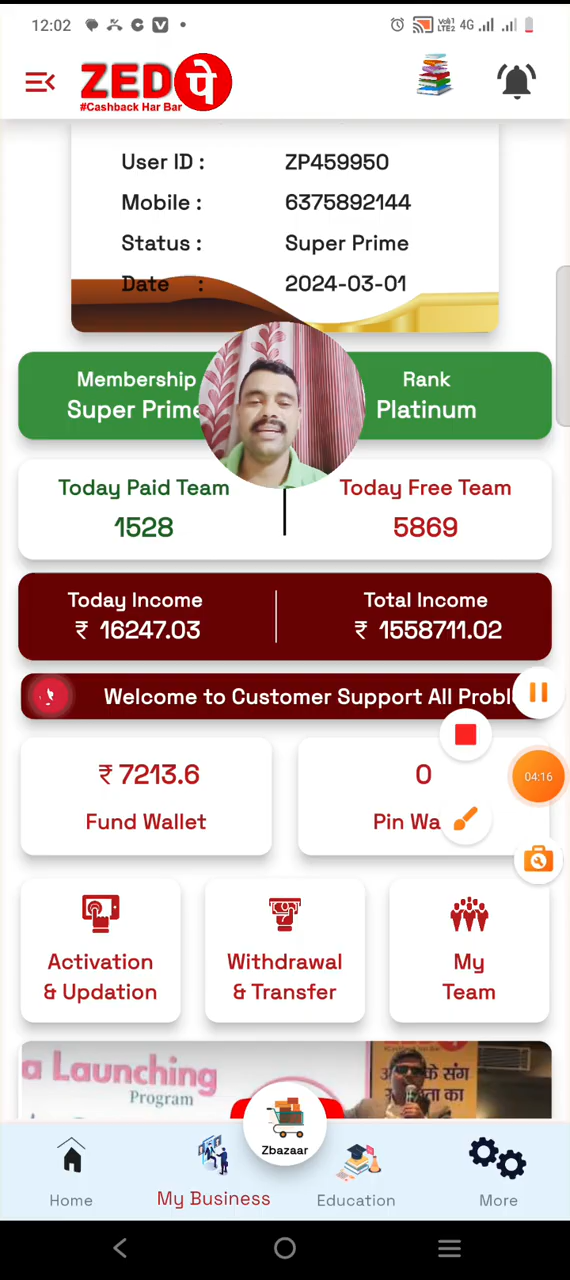 12:02
Vo1 LTE2 4G
ZED पे
#Cashback Har Bar
User ID : ZP459950
Mobile : 6375892144
Status : Super Prime
Date : 2024-03-01
Membership Rank
Super Prime Platinum
Today Paid Team Today Free Team
1528 5869
Today Income Total Income
₹ 16247.03 ₹ 1558711.02
Welcome to Customer Support All Probl
₹ 7213.6 0
04:16
Fund Wallet Pin Wa
Activation Withdrawal My
& Updation & Transfer Team
a Launching
Program
के संग
का
Zbazaar
Home My Business Education More